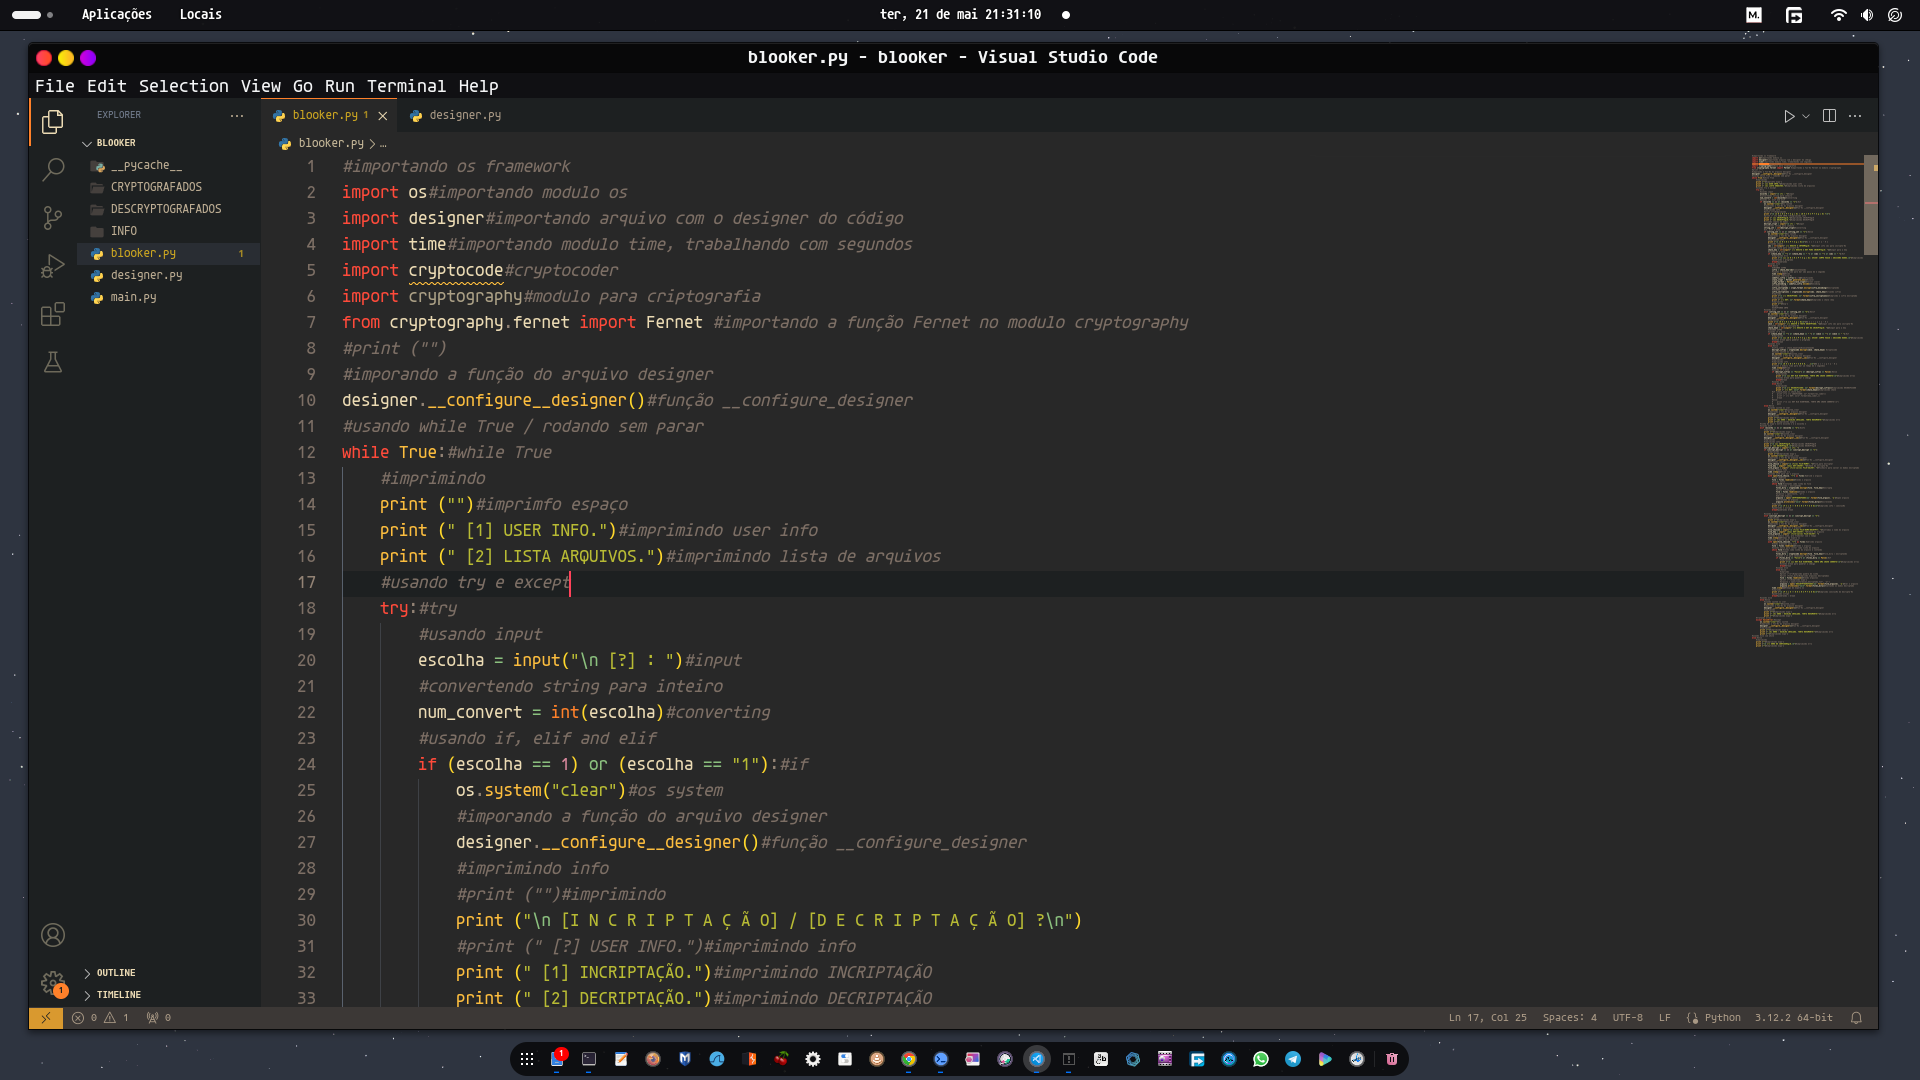 Aplicações Locais ter, 21 de mai 21:31:10
blooker.py - blooker - Visual Studio Code
File Edit Selection View Go Run Terminal Help
EXPLORER
BLOOKER
__pycache__
CRYPTOGRAFADOS
DESCRYPTOGRAFADOS
INFO
blooker.py 1
designer.py
main.py
OUTLINE
TIMELINE
blooker.py 1 designer.py
blooker.py > ...
1 #importando os framework
2 import os#importando modulo os
3 import designer#importando arquivo com o designer do código
4 import time#importando modulo time, trabalhando com segundos
5 import cryptocode#cryptocoder
6 import cryptography#modulo para criptografia
7 from cryptography.fernet import Fernet #importando a função Fernet no modulo cryptography
8 #print ("")
9 #imporando a função do arquivo designer
10 designer.__configure__designer()#função __configure_designer
11 #usando while True / rodando sem parar
12 while True:#while True
13 #imprimindo
14 print ("")#imprimfo espaço
15 print (" [1] USER INFO.")#imprimindo user info
16 print (" [2] LISTA ARQUIVOS.")#imprimindo lista de arquivos
17 #usando try e except
18 try:#try
19 #usando input
20 escolha = input("\n [?] : ")#input
21 #convertendo string para inteiro
22 num_convert = int(escolha)#converting
23 #usando if, elif and elif
24 if (escolha == 1) or (escolha == "1"):#if
25 os.system("clear")#os system
26 #imporando a função do arquivo designer
27 designer.__configure__designer()#função __configure_designer
28 #imprimindo info
29 #print ("")#imprimindo
30 print ("\n [I N C R I P T A Ç Ã O] / [D E C R I P T A Ç Ã O] ?\n")
31 #print (" [?] USER INFO.")#imprimindo info
32 print (" [1] INCRIPTAÇÃO.")#imprimindo INCRIPTAÇÃO
33 print (" [2] DECRIPTAÇÃO.")#imprimindo DECRIPTAÇÃO
0 1 0 Ln 17, Col 25 Spaces: 4 UTF-8 LF Python 3.12.2 64-bit